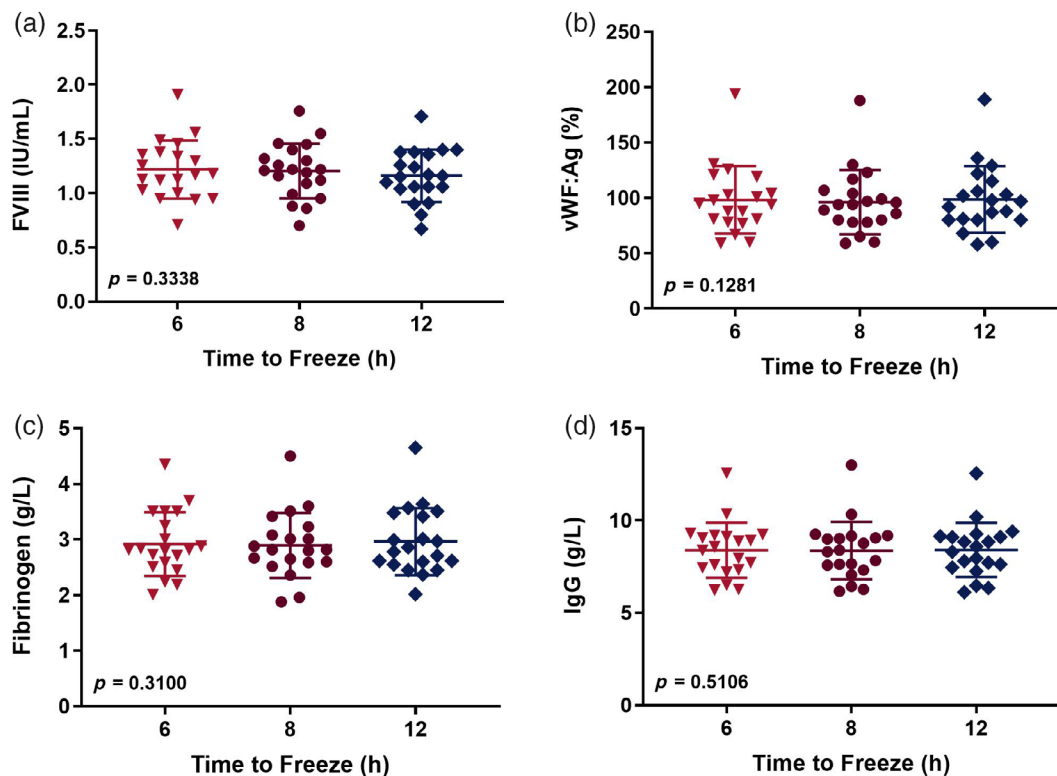 (a)
FVIII (IU/mL)
2.5
2.0
1.5
1.0
0.5
0.0
p = 0.3338
6 8 12
Time to Freeze (h)
(b)
vWF:Ag (%)
250
200
150
100
50
0
p = 0.1281
6 8 12
Time to Freeze (h)
(c)
Fibrinogen (g/L)
5
4
3
2
1
0
p = 0.3100
6 8 12
Time to Freeze (h)
(d)
IgG (g/L)
15
10
5
0
p = 0.5106
6 8 12
Time to Freeze (h)